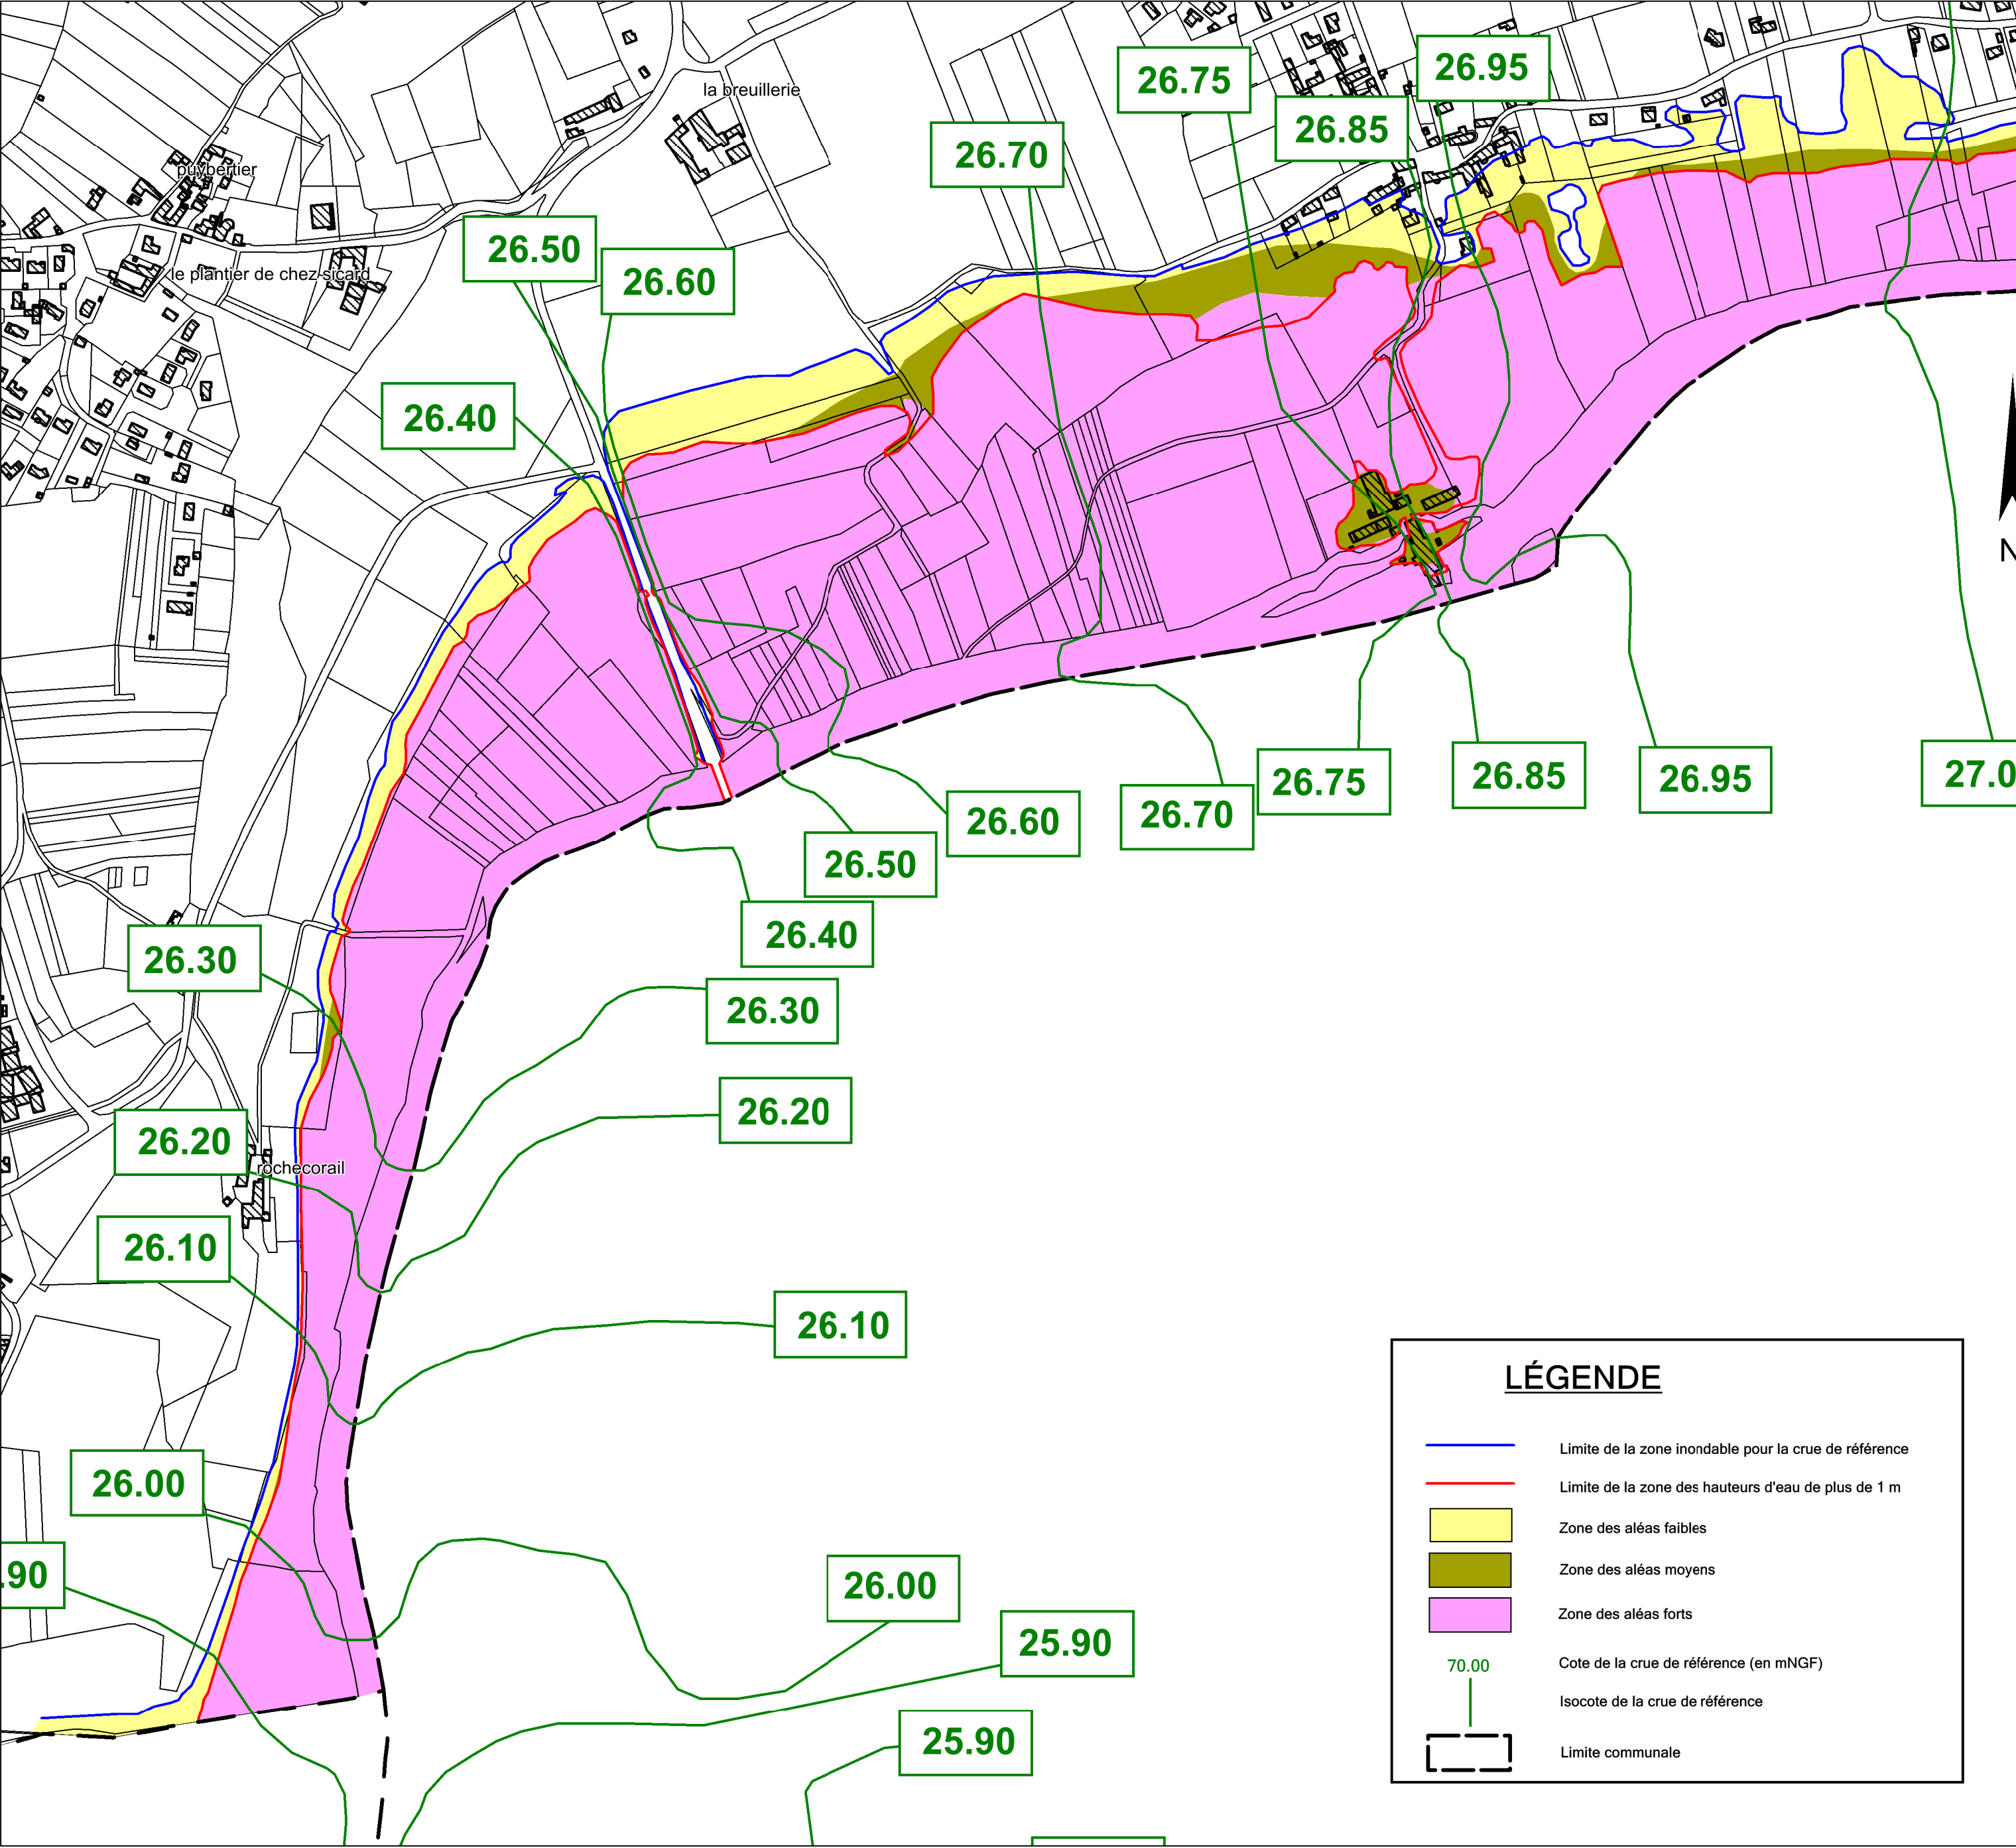 26.95
26.75
la breuillerie
26.85
26.70
puybertier
26.50
le plantier de chez sicard
26.60
26.40
N
26.75
26.85
26.95
27.0
26.70
26.60
26.50
26.40
26.30
26.30
26.20
26.20
rochecorail
26.10
26.10
26.00
.90
26.00
25.90
25.90
LÉGENDE
Limite de la zone inondable pour la crue de référence
Limite de la zone des hauteurs d'eau de plus de 1 m
Zone des aléas faibles
Zone des aléas moyens
Zone des aléas forts
70.00 Cote de la crue de référence (en mNGF)
Isocote de la crue de référence
Limite communale